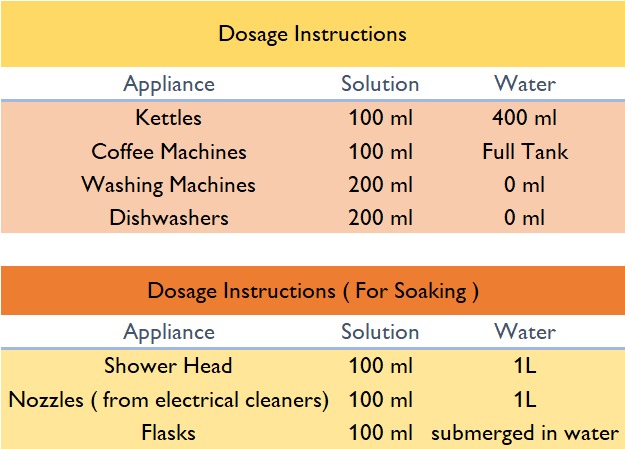 Dosage Instructions
Appliance Solution Water
Kettles 100 ml 400 ml
Coffee Machines 100 ml Full Tank
Washing Machines 200 ml 0 ml
Dishwashers 200 ml 0 ml
Dosage Instructions ( For Soaking )
Appliance Solution Water
Shower Head 100 ml 1L
Nozzles ( from electrical cleaners) 100 ml 1L
Flasks 100 ml submerged in water